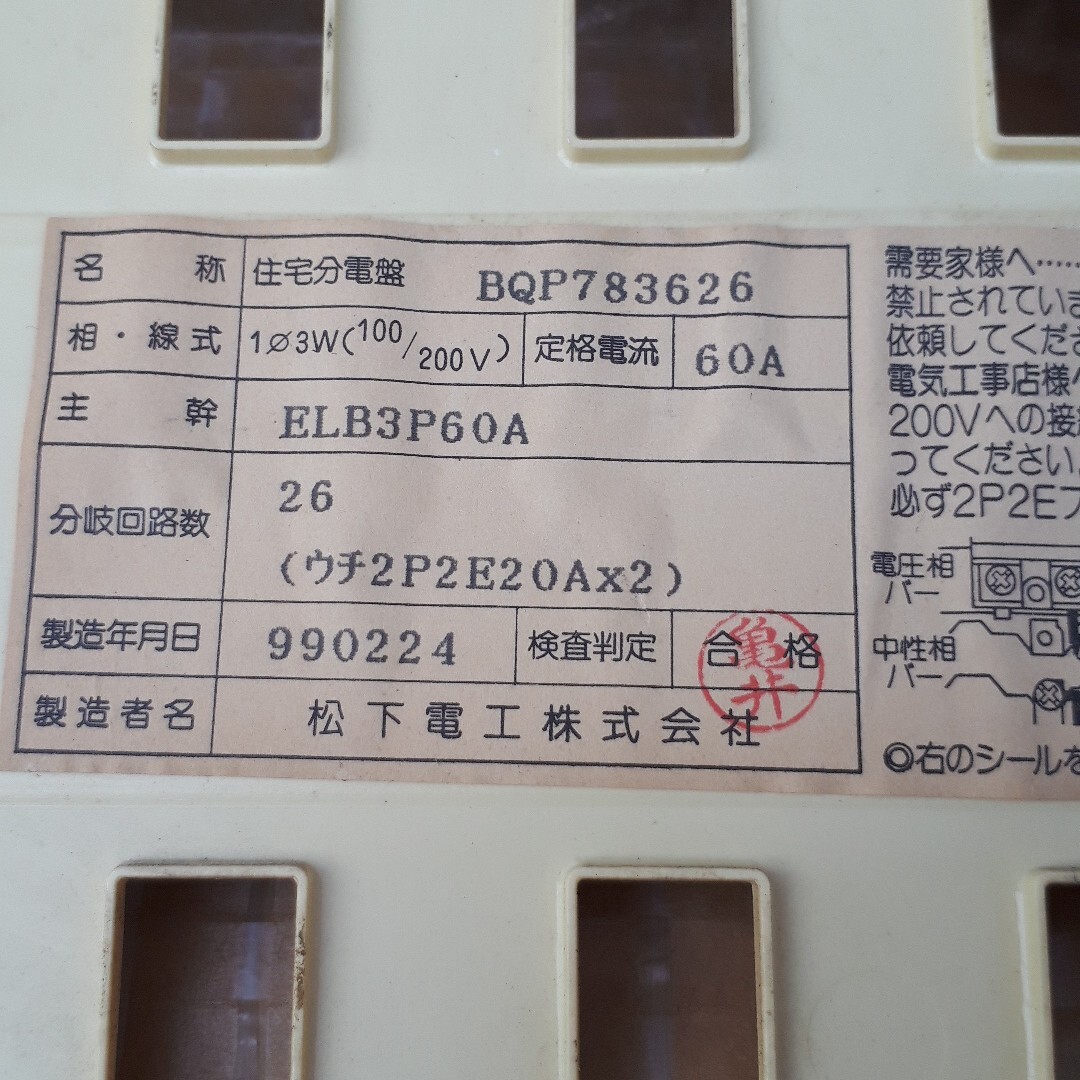 名称 住宅分電盤 BQP783626
相・線式 1∅3W(100/200V) 定格電流 60A
主幹 ELB3P60A
分岐回路数 26
(ウチ2P2E20Ax2)
製造年月日 990224 検査判定 合格
亀井
製造者名 松下電工株式会社
需要家様へ……
禁止されていま
依頼してくださ
電気工事店様へ
200Vへの接
ってください。
必ず2P2Eブ
電圧相
バー
中性相
バー
◎右のシールを